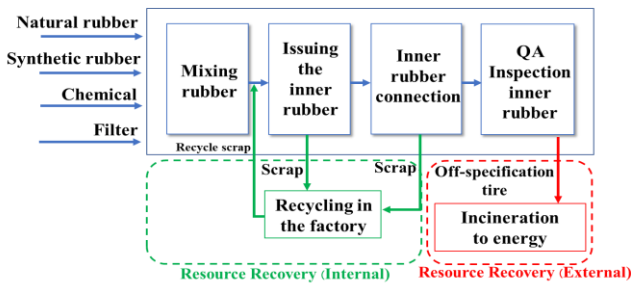 Natural rubber
Synthetic rubber
Chemical
Filter
Mixing
rubber
Issuing
the
inner
rubber
Inner
rubber
connection
QA
Inspection
inner
rubber
Recycle scrap
Scrap
Scrap
Off-specification
tire
Recycling in
the factory
Incineration
to energy
Resource Recovery (Internal)
Resource Recovery (External)